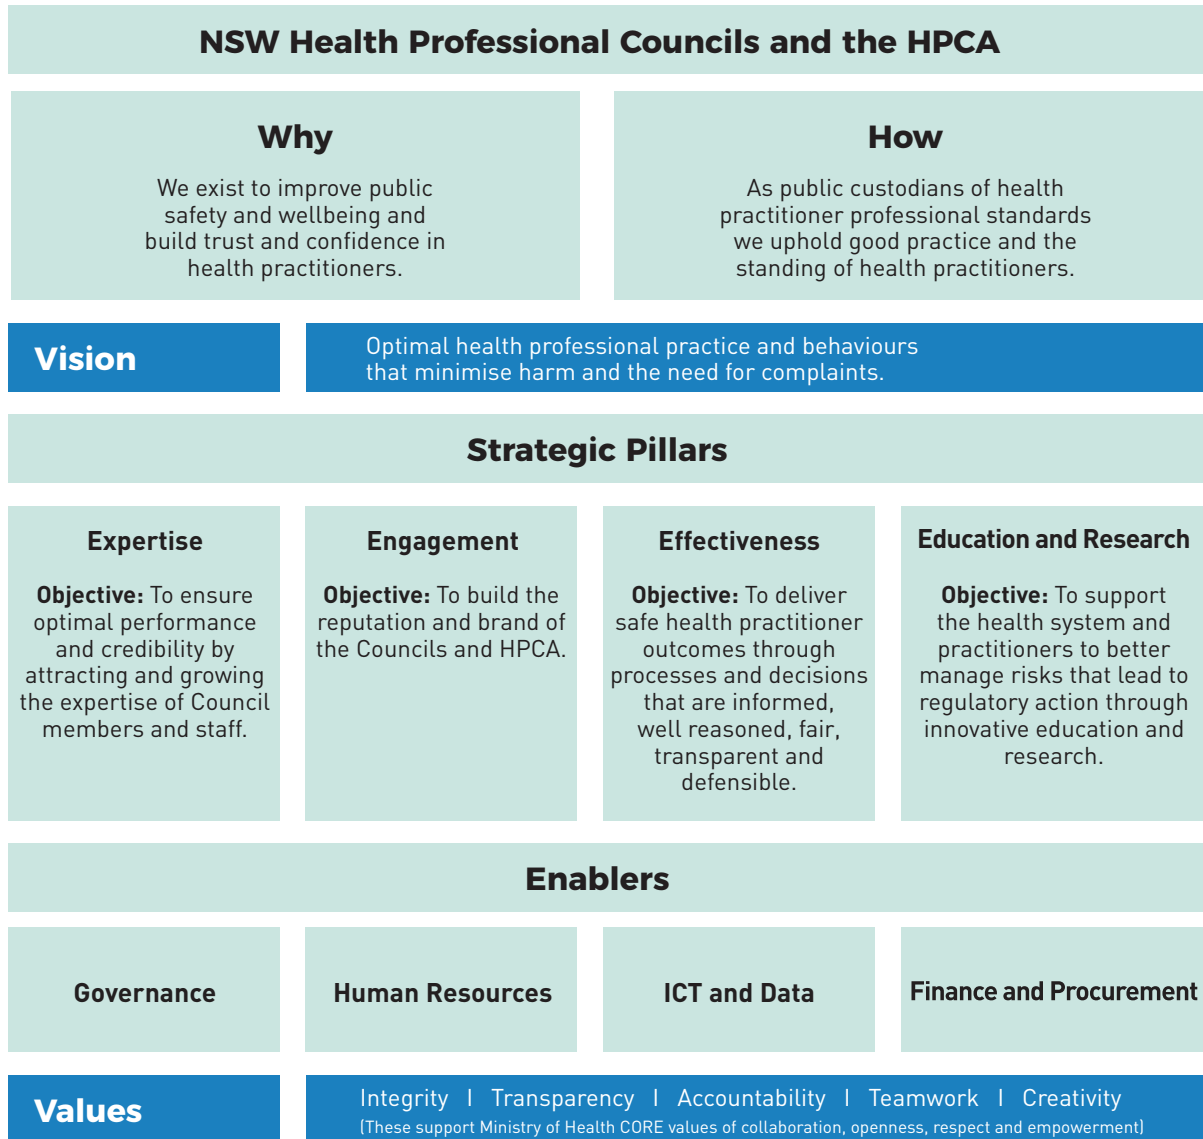 NSW Health Professional Councils and the HPCA
Why
We exist to improve public
safety and wellbeing and
build trust and confidence in
health practitioners.
How
As public custodians of health
practitioner professional standards
we uphold good practice and the
standing of health practitioners.
Vision
Optimal health professional practice and behaviours
that minimise harm and the need for complaints.
Strategic Pillars
Expertise
Objective: To ensure
optimal performance
and credibility by
attracting and growing
the expertise of Council
members and staff.
Engagement
Objective: To build the
reputation and brand of
the Councils and HPCA.
Effectiveness
Objective: To deliver
safe health practitioner
outcomes through
processes and decisions
that are informed,
well reasoned, fair,
transparent and
defensible.
Education and Research
Objective: To support
the health system and
practitioners to better
manage risks that lead to
regulatory action through
innovative education and
research.
Enablers
Governance
Human Resources
ICT and Data
Finance and Procurement
Values
Integrity I Transparency I Accountability I Teamwork I Creativity
(These support Ministry of Health CORE values of collaboration, openness, respect and empowerment)